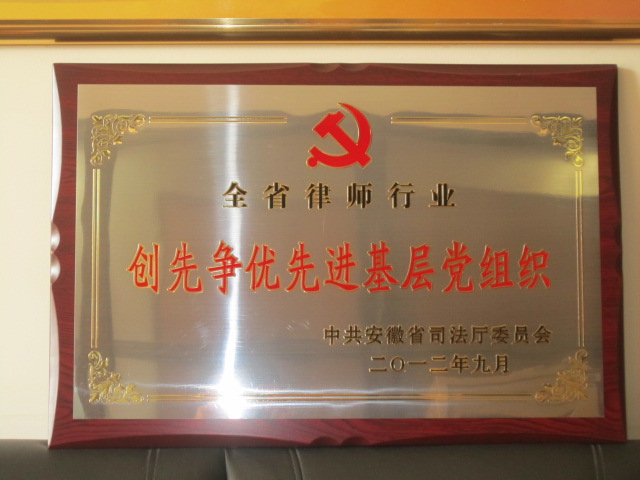 全省律师行业
创先争优先进基层党组织
中共安徽省司法厅委员会
二〇一二年九月